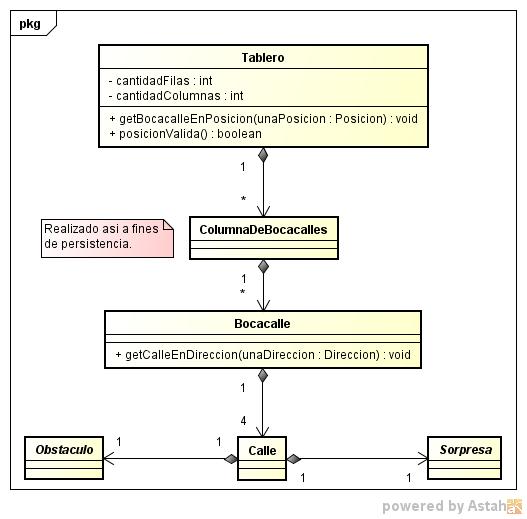 pkg
Tablero
- cantidadFilas : int
- cantidadColumnas : int
+ getBocacalleEnPosicion(unaPosicion : Posicion) : void
+ posicionValida() : boolean
1
*
Realizado asi a fines
de persistencia.
ColumnaDeBocacalles
1
*
Bocacalle
+ getCalleEnDireccion(unaDireccion : Direccion) : void
1
4
Obstaculo
1
1
Calle
1
1
Sorpresa
powered by Astah